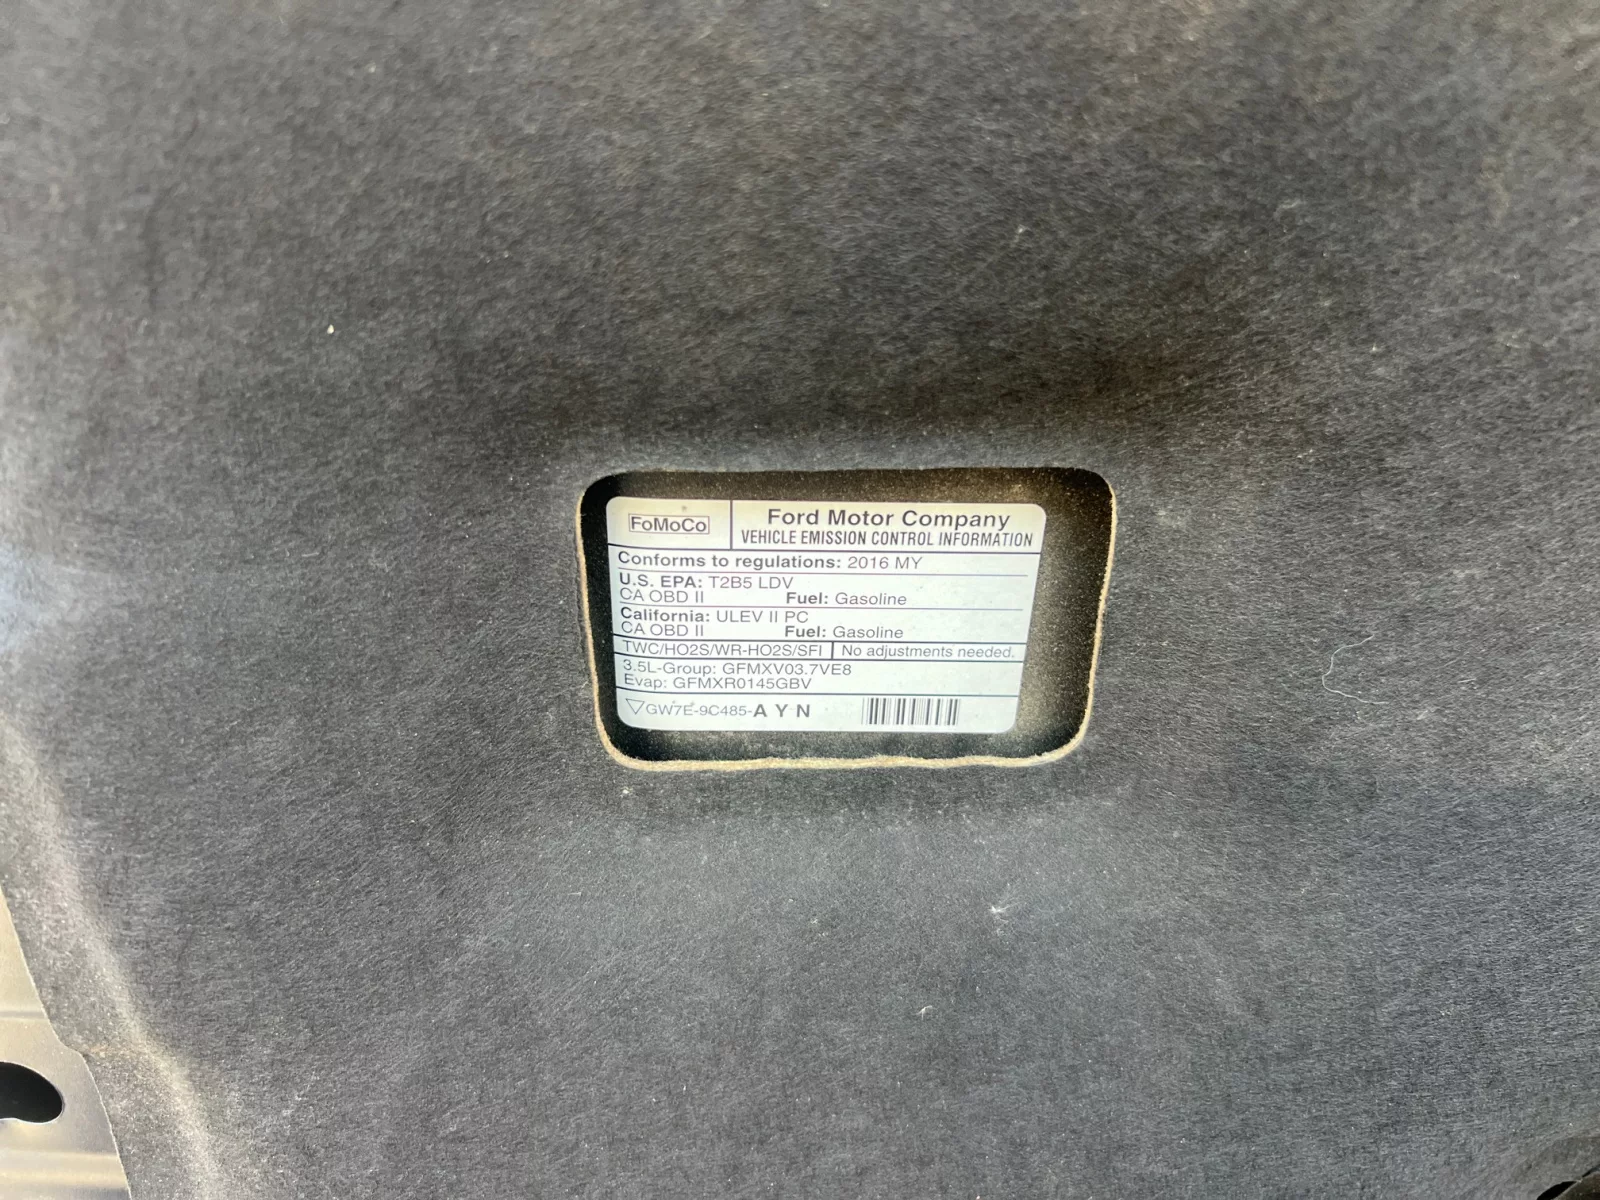 FoMoCo
Ford Motor Company
VEHICLE EMISSION CONTROL INFORMATION
Conforms to regulations: 2016 MY
U.S. EPA: T2B5 LDV
CA OBD II Fuel: Gasoline
California: ULEV II PC
CA OBD II Fuel: Gasoline
TWC/HO2S/WR-HO2S/SFI No adjustments needed.
3.5L-Group: GFMXV03.7VE8
Evap: GFMXR0145GBV
GW7E-9C485-A Y N